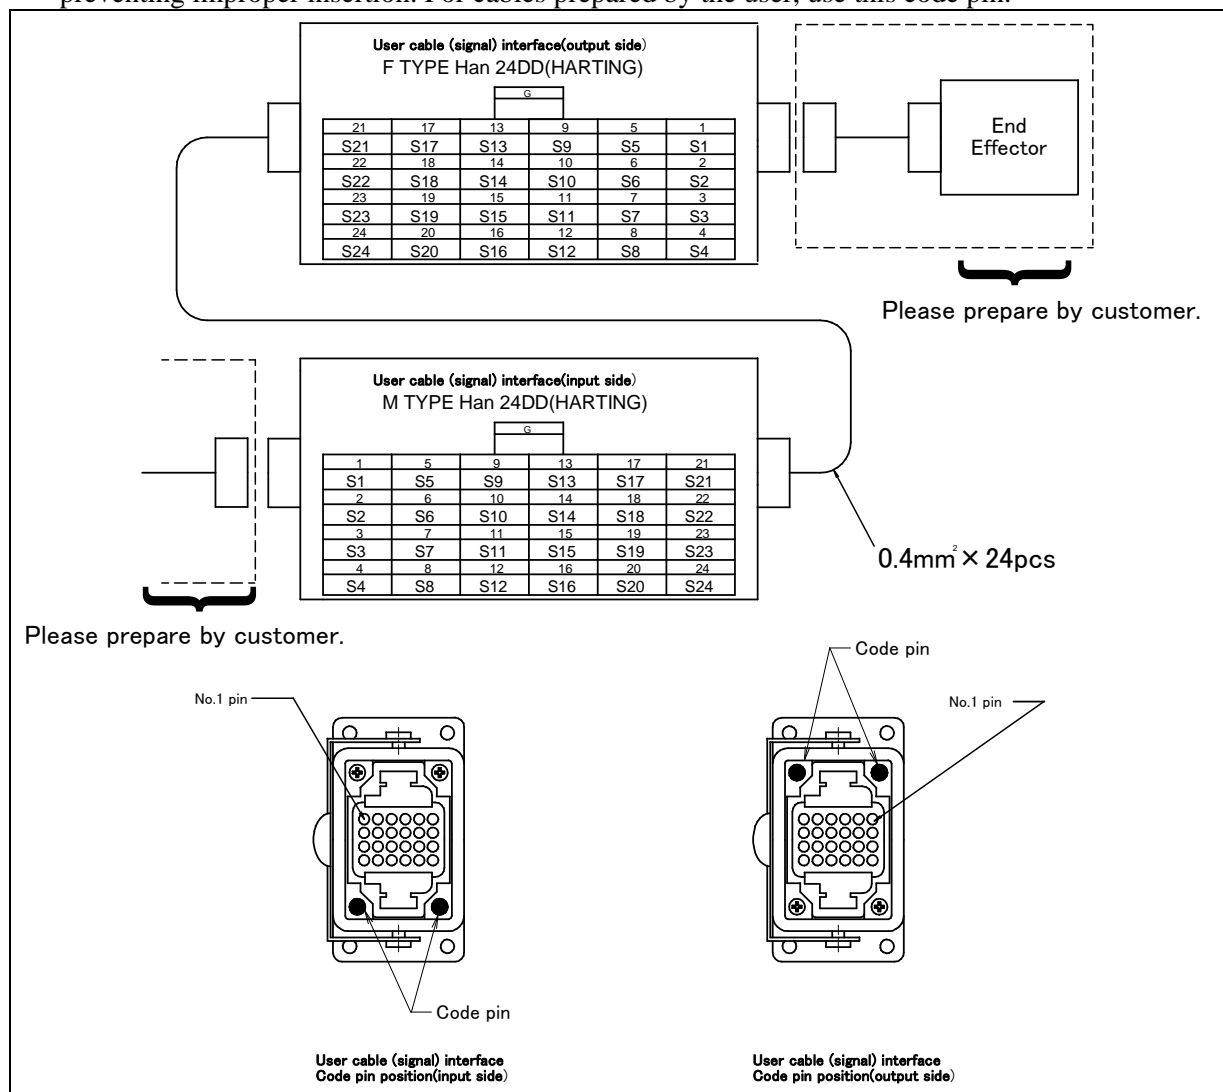 preventing improper insertion. For cables prepared by the user, use this code pin.
User cable (signal) interface(output side)
F TYPE Han 24DD(HARTING)
G
21 17 13 9 5 1
S21 S17 S13 S9 S5 S1
22 18 14 10 6 2
S22 S18 S14 S10 S6 S2
23 19 15 11 7 3
S23 S19 S15 S11 S7 S3
24 20 16 12 8 4
S24 S20 S16 S12 S8 S4
End
Effector
Please prepare by customer.
User cable (signal) interface(input side)
M TYPE Han 24DD(HARTING)
G
1 5 9 13 17 21
S1 S5 S9 S13 S17 S21
2 6 10 14 18 22
S2 S6 S10 S14 S18 S22
3 7 11 15 19 23
S3 S7 S11 S15 S19 S23
4 8 12 16 20 24
S4 S8 S12 S16 S20 S24
0.4mm² × 24pcs
Please prepare by customer.
Code pin
No.1 pin
No.1 pin
Code pin
User cable (signal) interface
Code pin position(input side)
User cable (signal) interface
Code pin position(output side)